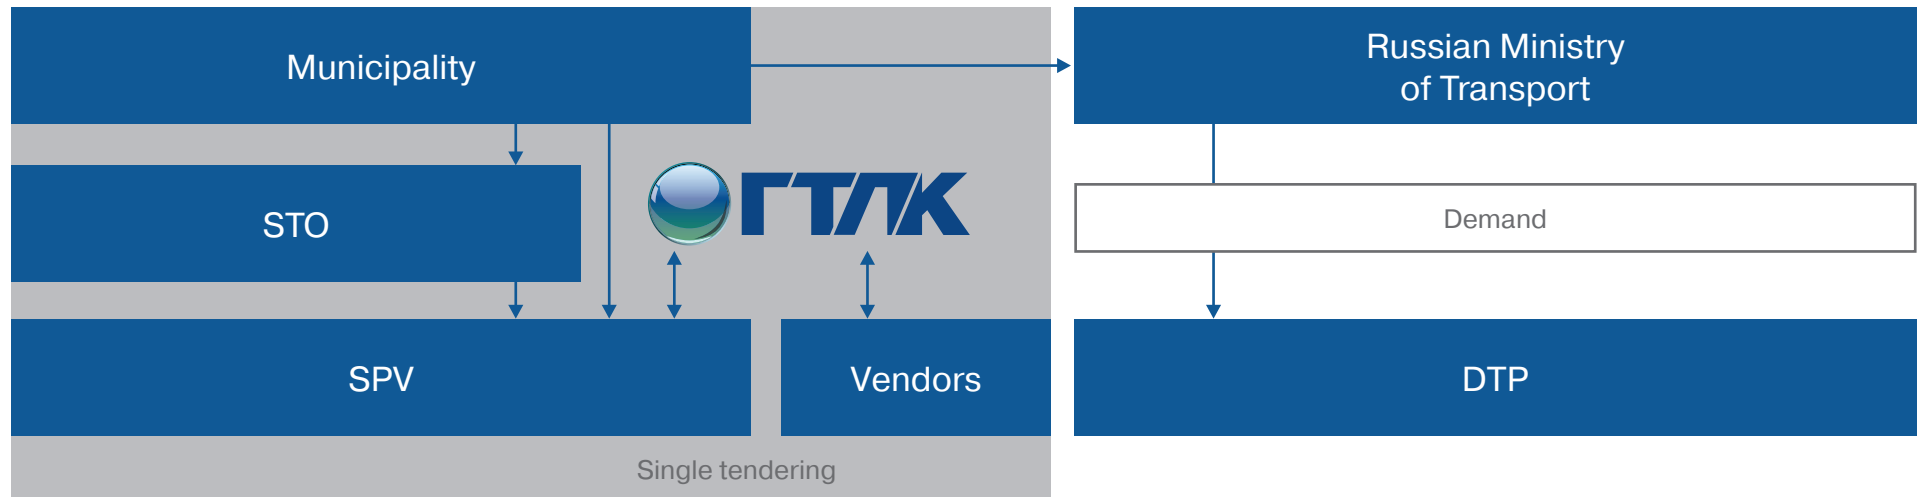 Municipality
Russian Ministry
of Transport
STO
ГТЛК
Demand
SPV
Vendors
DTP
Single tendering